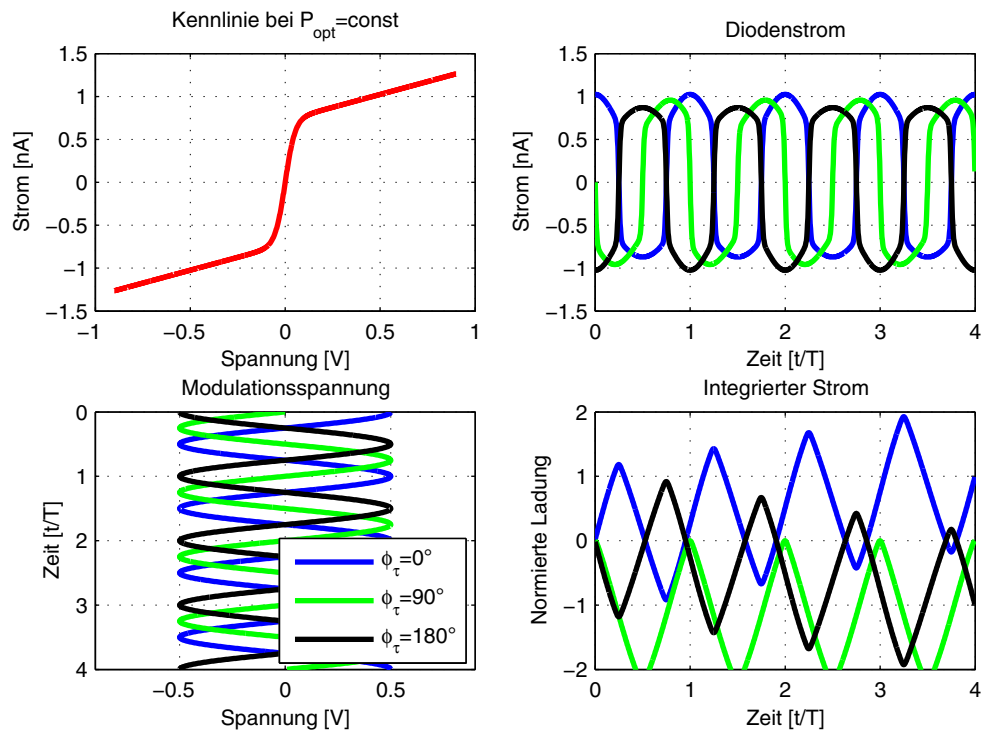 Kennlinie bei P_opt=const
Strom [nA]
1.5
1
0.5
0
−0.5
−1
−1.5
−1
−0.5
0
0.5
1
Spannung [V]
Diodenstrom
Strom [nA]
1.5
1
0.5
0
−0.5
−1
−1.5
0
1
2
3
4
Zeit [t/T]
Modulationsspannung
Zeit [t/T]
0
1
2
3
4
−0.5
0
0.5
Spannung [V]
ϕ_τ=0°
ϕ_τ=90°
ϕ_τ=180°
Integrierter Strom
Normierte Ladung
2
1
0
−1
−2
0
1
2
3
4
Zeit [t/T]